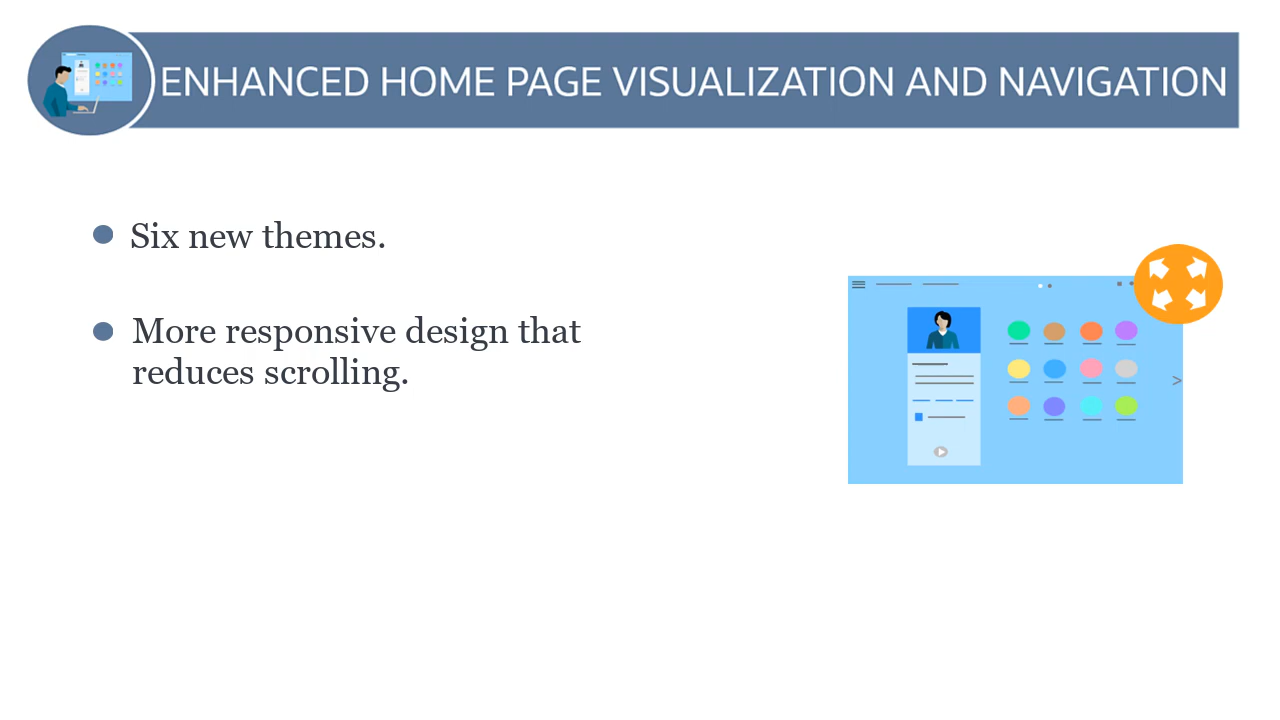 ENHANCED HOME PAGE VISUALIZATION AND NAVIGATION
Six new themes.
More responsive design that
reduces scrolling.